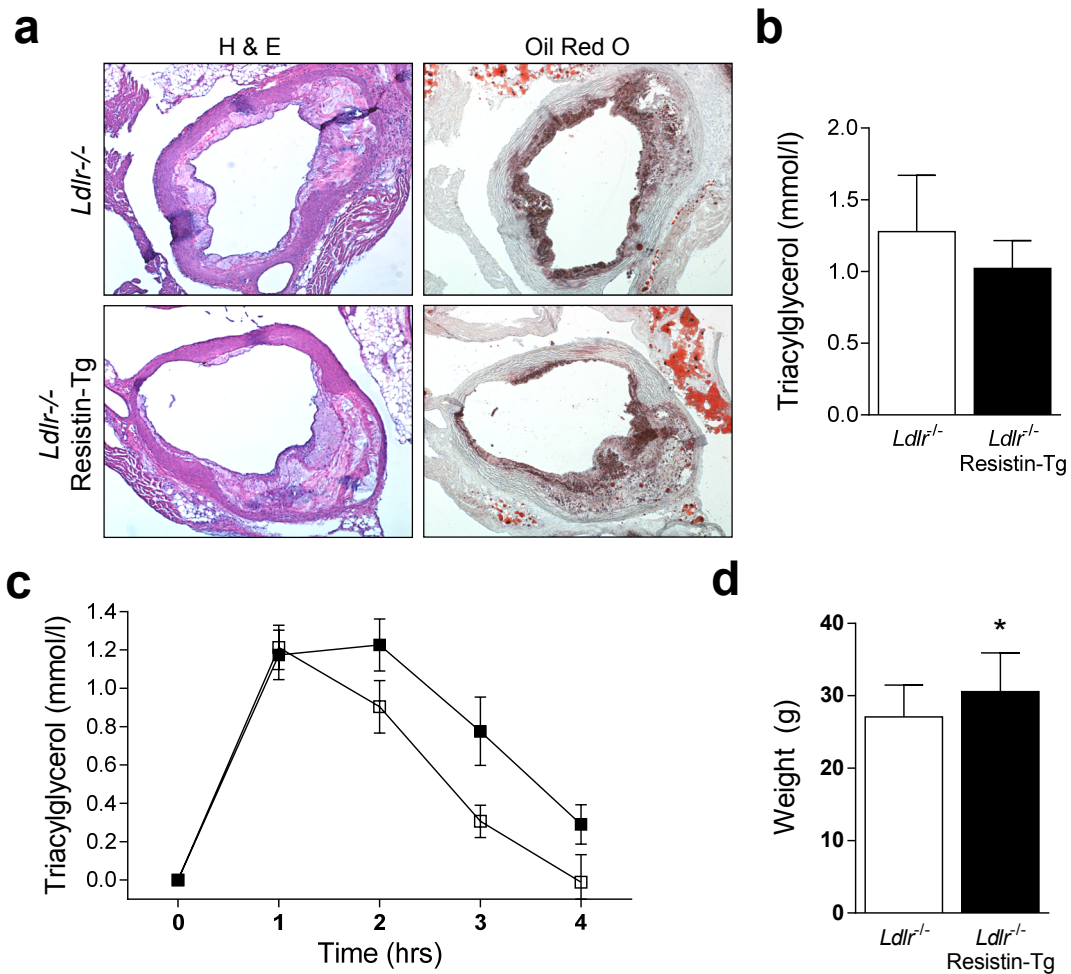 a
H & E
Oil Red O
Ldlr-/-
Ldlr-/-
Resistin-Tg
b
Triacylglycerol (mmol/l)
2.0
1.5
1.0
0.5
0.0
Ldlr-/-
Ldlr-/-
Resistin-Tg
c
Triacylglycerol (mmol/l)
1.4
1.2
1.0
0.8
0.6
0.4
0.2
0.0
0 1 2 3 4
Time (hrs)
d
Weight (g)
40
30
20
10
0
*
Ldlr-/-
Ldlr-/-
Resistin-Tg